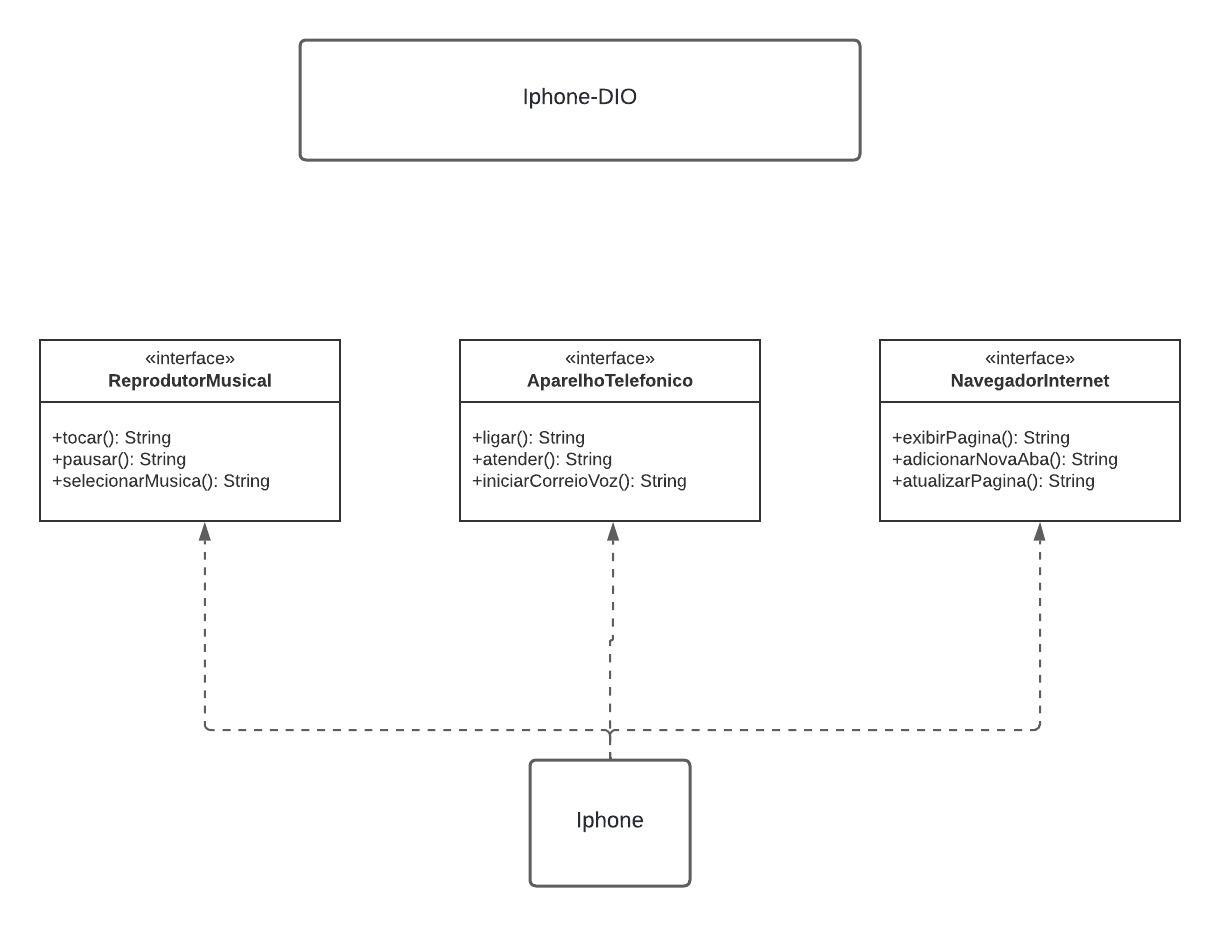 Iphone-DIO
«interface»
ReprodutorMusical
+tocar(): String
+pausar(): String
+selecionarMusica(): String
«interface»
AparelhoTelefonico
+ligar(): String
+atender(): String
+iniciarCorreioVoz(): String
«interface»
NavegadorInternet
+exibirPagina(): String
+adicionarNovaAba(): String
+atualizarPagina(): String
Iphone